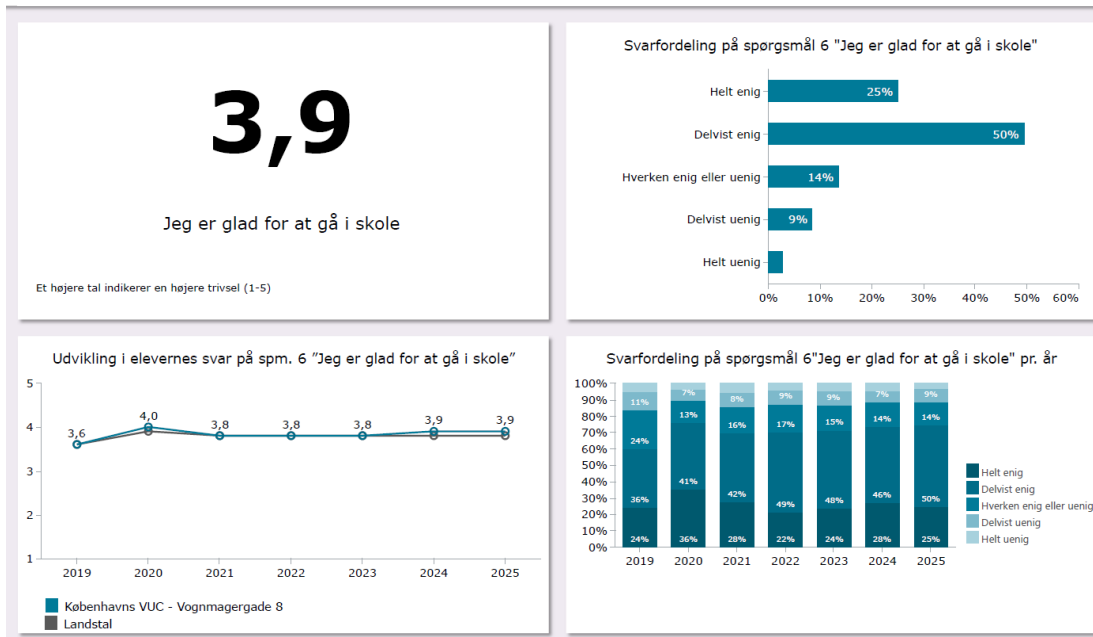 3,9
Jeg er glad for at gå i skole
Et højere tal indikerer en højere trivsel (1-5)
Svarfordeling på spørgsmål 6 "Jeg er glad for at gå i skole"
Helt enig
25%
Delvist enig
50%
Hverken enig eller uenig
14%
Delvist uenig
9%
Helt uenig
0% 10% 20% 30% 40% 50% 60%
Udvikling i elevernes svar på spm. 6 ”Jeg er glad for at gå i skole”
5
4
3
2
1
3,6 4,0 3,8 3,8 3,8 3,9 3,9
2019 2020 2021 2022 2023 2024 2025
Københavns VUC - Vognmagergade 8
Landstal
Svarfordeling på spørgsmål 6"Jeg er glad for at gå i skole" pr. år
100%
90%
80%
70%
60%
50%
40%
30%
20%
10%
0%
11% 7% 8% 9% 9% 7% 9%
24% 13% 16% 17% 15% 14% 14%
36% 41% 42% 49% 48% 46% 50%
24% 36% 28% 22% 24% 28% 25%
2019 2020 2021 2022 2023 2024 2025
Helt enig
Delvist enig
Hverken enig eller uenig
Delvist uenig
Helt uenig